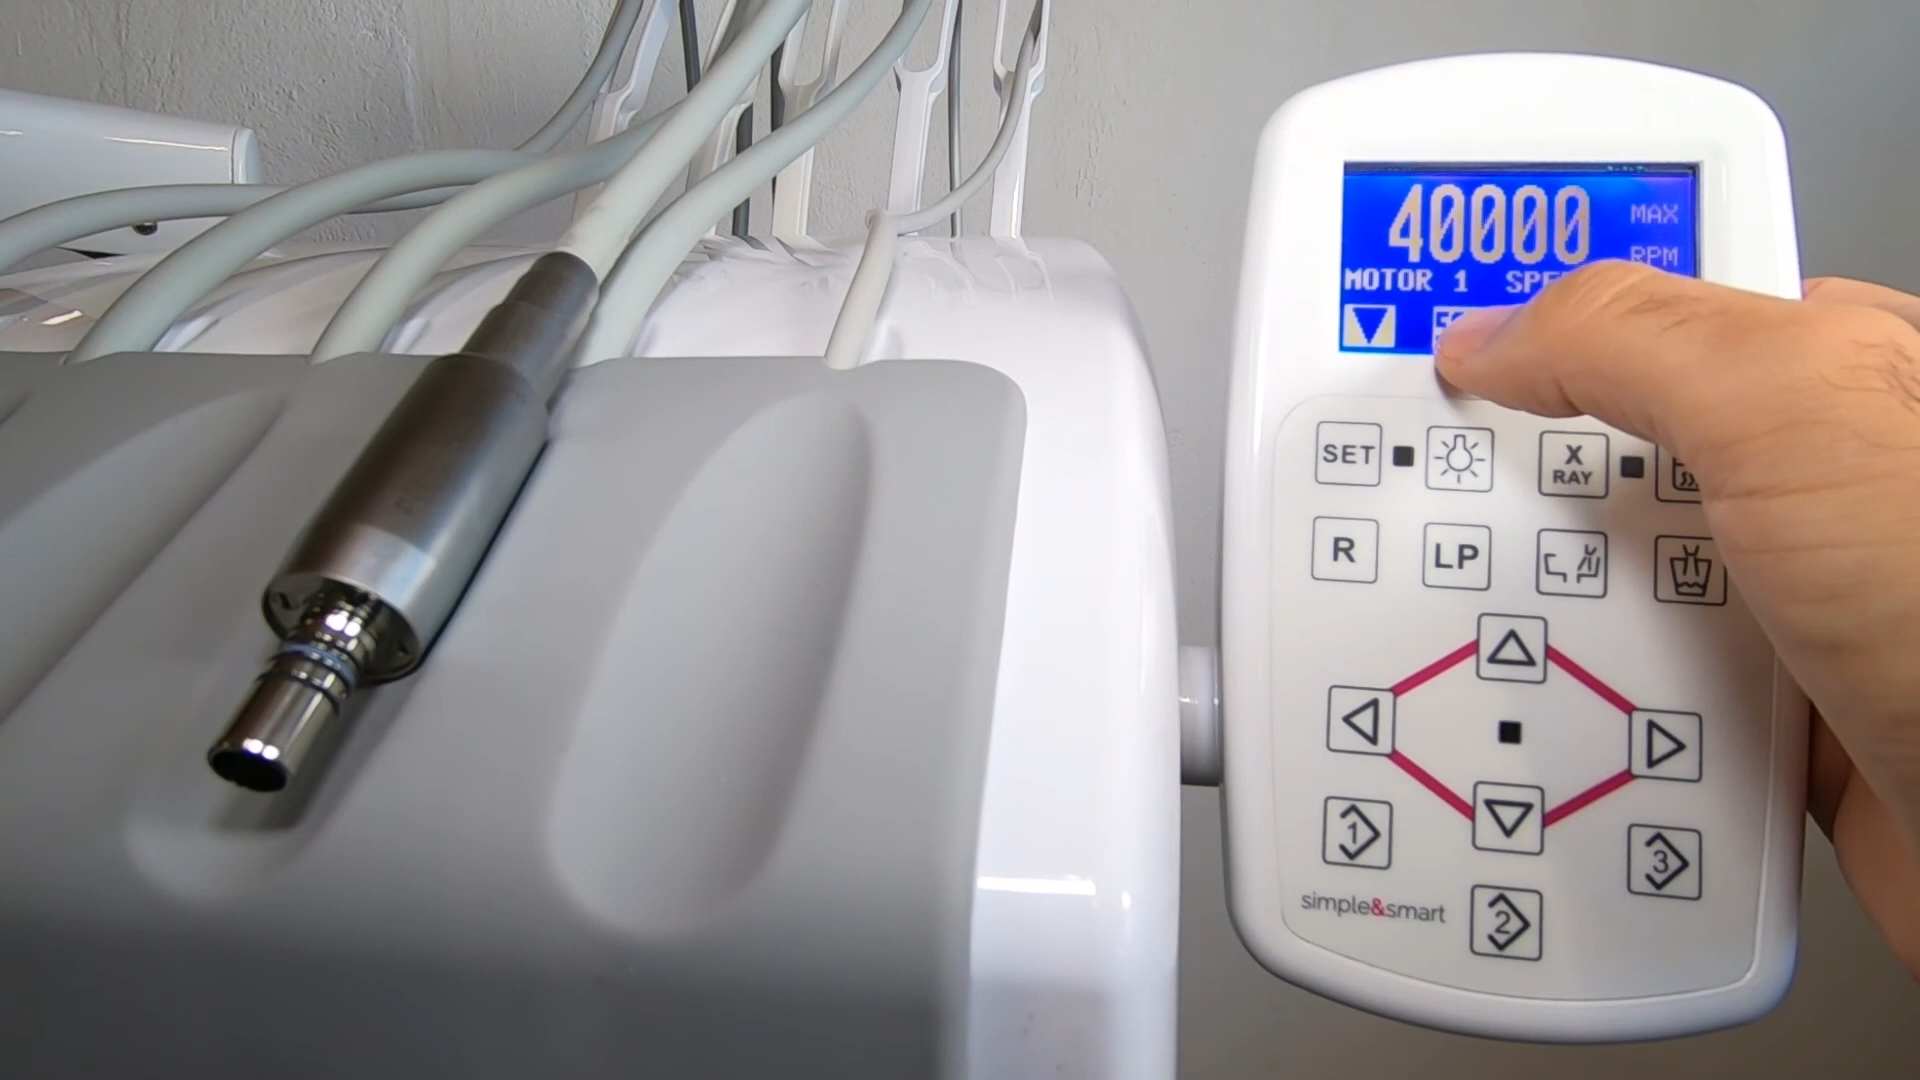 40000
MAX
RPM
MOTOR 1
SET
X
RAY
R
LP
1
3
2
simple&smart